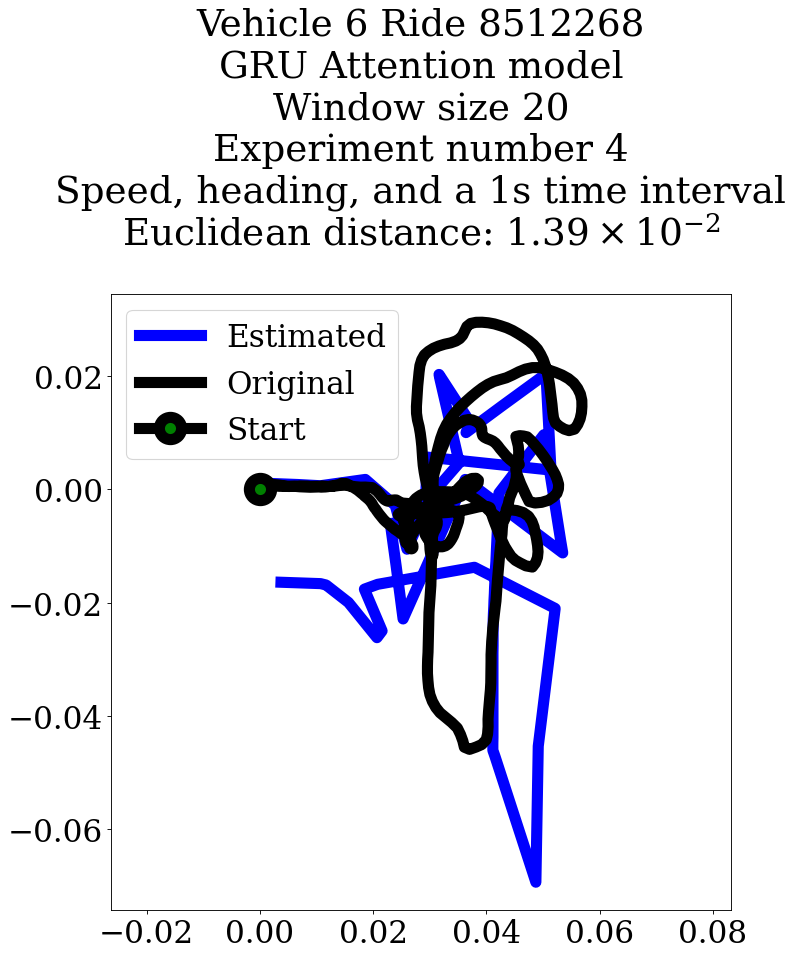 Vehicle 6 Ride 8512268
GRU Attention model
Window size 20
Experiment number 4
Speed, heading, and a 1s time interval
Euclidean distance: 1.39 × 10⁻²
Estimated
Original
Start
0.02
0.00
−0.02
−0.04
−0.06
−0.02 0.00 0.02 0.04 0.06 0.08